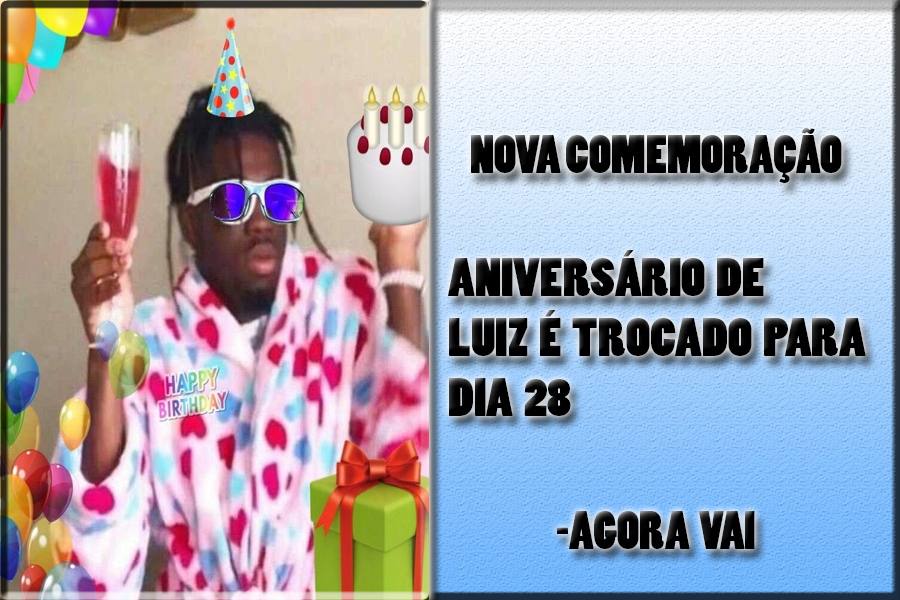 HAPPY
BIRTHDAY
NOVA COMEMORAÇÃO
ANIVERSÁRIO DE
LUIZ É TROCADO PARA
DIA 28
-AGORA VAI